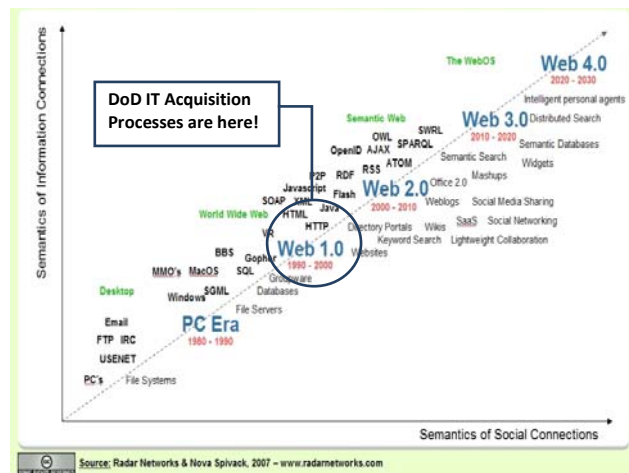 The WebOS
Web 4.0
2020 - 2030
Intelligent personal agents
DoD IT Acquisition
Processes are here!
Semantic Web
SWRL
Web 3.0
Distributed Search
2010 - 2020
OWL
SPARQL
OpenID AJAX
Semantic Databases
ATOM
Semantic Search
Widgets
P2P
RDF
RSS
Mashups
Javascript
Flash
Web 2.0
Office 2.0
SOAP
XML
Java
2000 - 2010
Weblogs
Social Media Sharing
World Wide Web
HTML
HTTP
Directory Portals
Wikis
SaaS
Social Networking
VR
Keyword Search
Lightweight Collaboration
Web 1.0
Websites
BBS
Gopher
1990 - 2000
MMO's
MacOS
SQL
Groupware
Desktop
SGML
Databases
Windows
File Servers
Email
PC Era
FTP IRC
1980 - 1990
USENET
PC's
File Systems
Semantics of Information Connections
Semantics of Social Connections
Source: Radar Networks & Nova Spivack, 2007 – www.radarnetworks.com